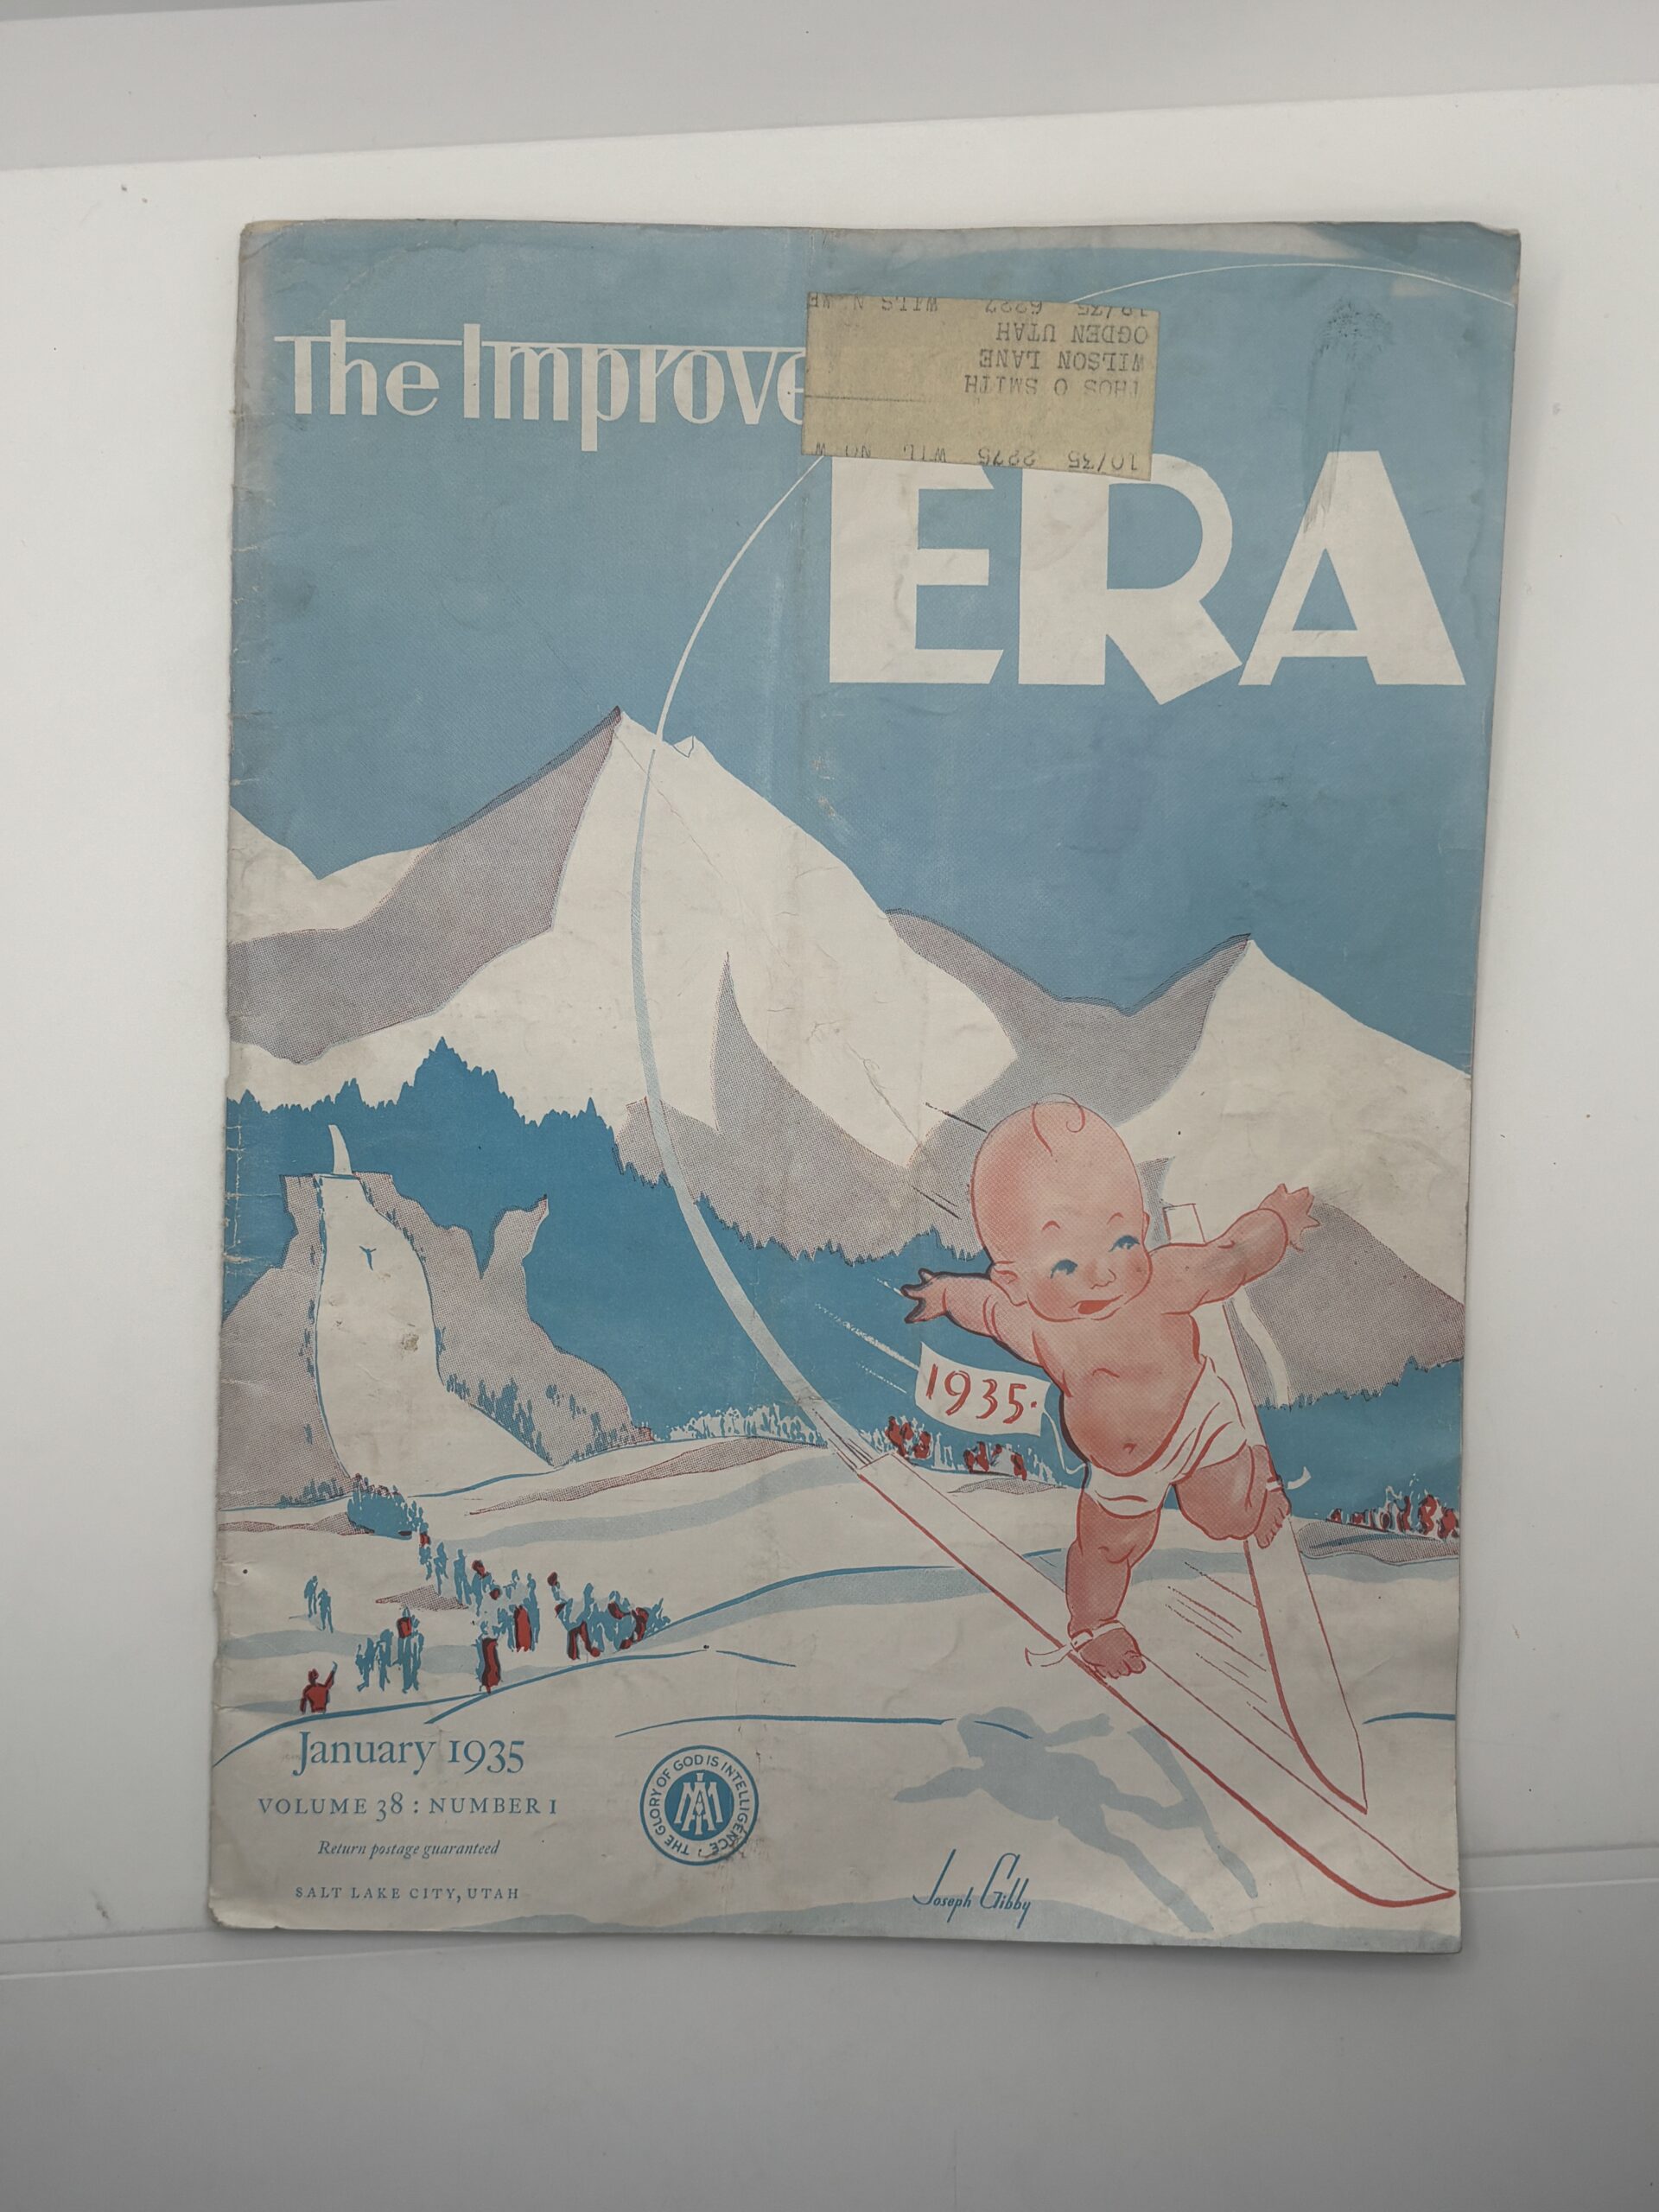 The Improve
ERA
OGDEN UTAH
WILSON LANE
THOS O SMITH
10/35 2275 WIL NO W
1935.
January 1935
VOLUME 38 : NUMBER 1
Return postage guaranteed
SALT LAKE CITY, UTAH
THE GLORY OF GOD IS INTELLIGENCE
Joseph Gibby